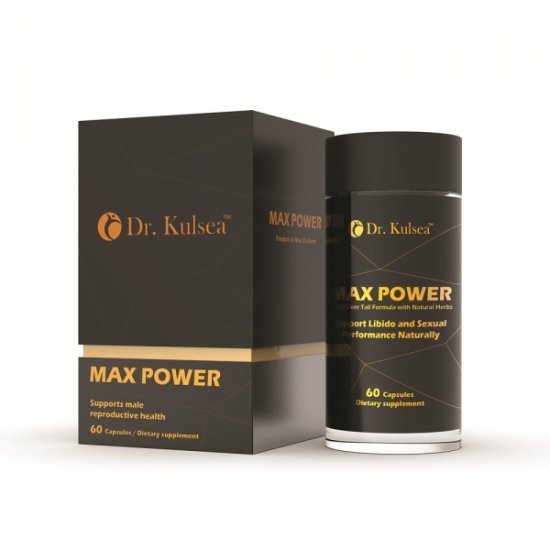 Dr. Kulsea™
MAX POWER
Supports male
reproductive health
60 Capsules / Dietary supplement
MAX POWER
Product of New Zealand
Dr. Kulsea™
MAX POWER
Deer Tail Formula with Natural Herbs
Support Libido and Sexual
Performance Naturally
60 Capsules
Dietary supplement